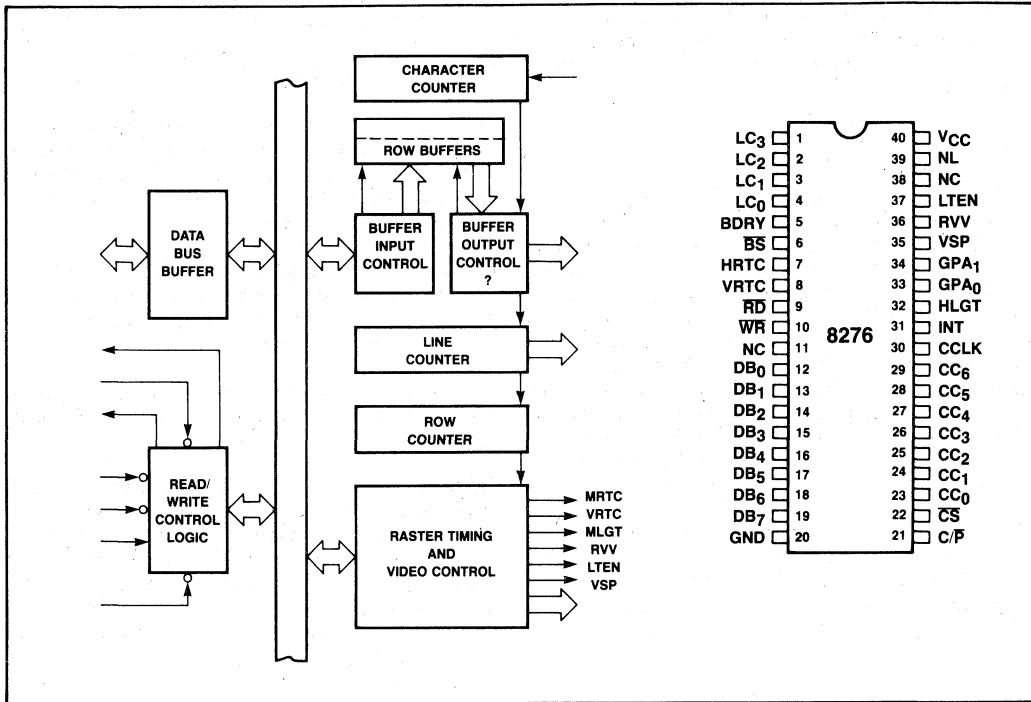 CHARACTER
COUNTER
ROW BUFFERS
DATA
BUS
BUFFER
BUFFER
INPUT
CONTROL
BUFFER
OUTPUT
CONTROL
?
LINE
COUNTER
ROW
COUNTER
READ/
WRITE
CONTROL
LOGIC
RASTER TIMING
AND
VIDEO CONTROL
MRTC
VRTC
MLGT
RVV
LTEN
VSP
8276
LC3 1 40 VCC
LC2 2 39 NL
LC1 3 38 NC
LC0 4 37 LTEN
BDRY 5 36 RVV
B̅S̅ 6 35 VSP
HRTC 7 34 GPA1
VRTC 8 33 GPA0
R̅D̅ 9 32 HLGT
W̅R̅ 10 31 INT
NC 11 30 CCLK
DB0 12 29 CC6
DB1 13 28 CC5
DB2 14 27 CC4
DB3 15 26 CC3
DB4 16 25 CC2
DB5 17 24 CC1
DB6 18 23 CC0
DB7 19 22 C̅S̅
GND 20 21 C/P̅